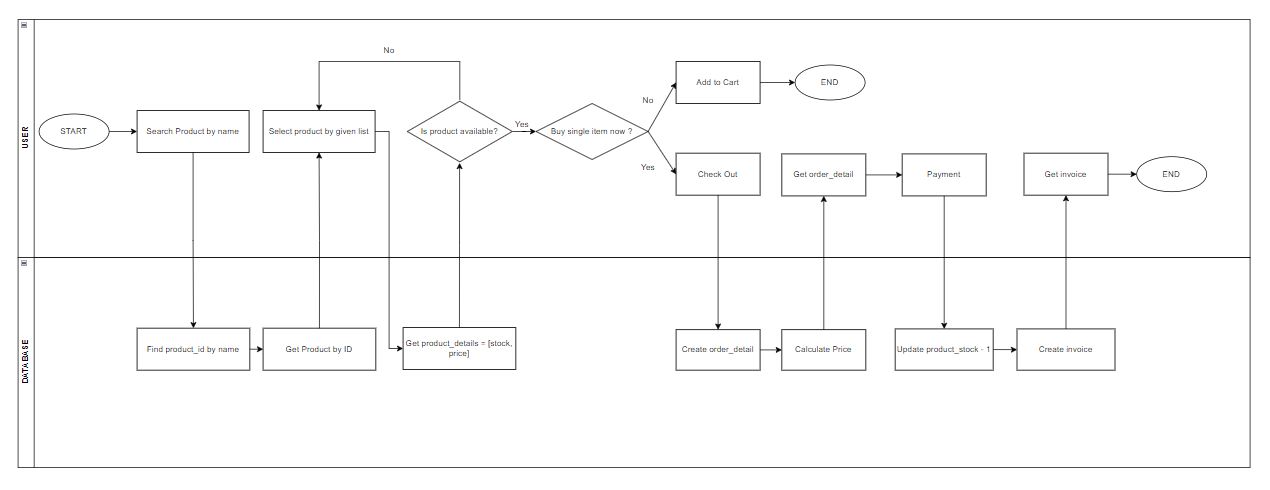 USER
No
Add to Cart
END
No
START
Search Product by name
Select product by given list
Is product available?
Yes
Buy single item now ?
Yes
Check Out
Get order_detail
Payment
Get invoice
END
DATABASE
Find product_id by name
Get Product by ID
Get product_details = [stock,
price]
Create order_detail
Calculate Price
Update product_stock - 1
Create invoice